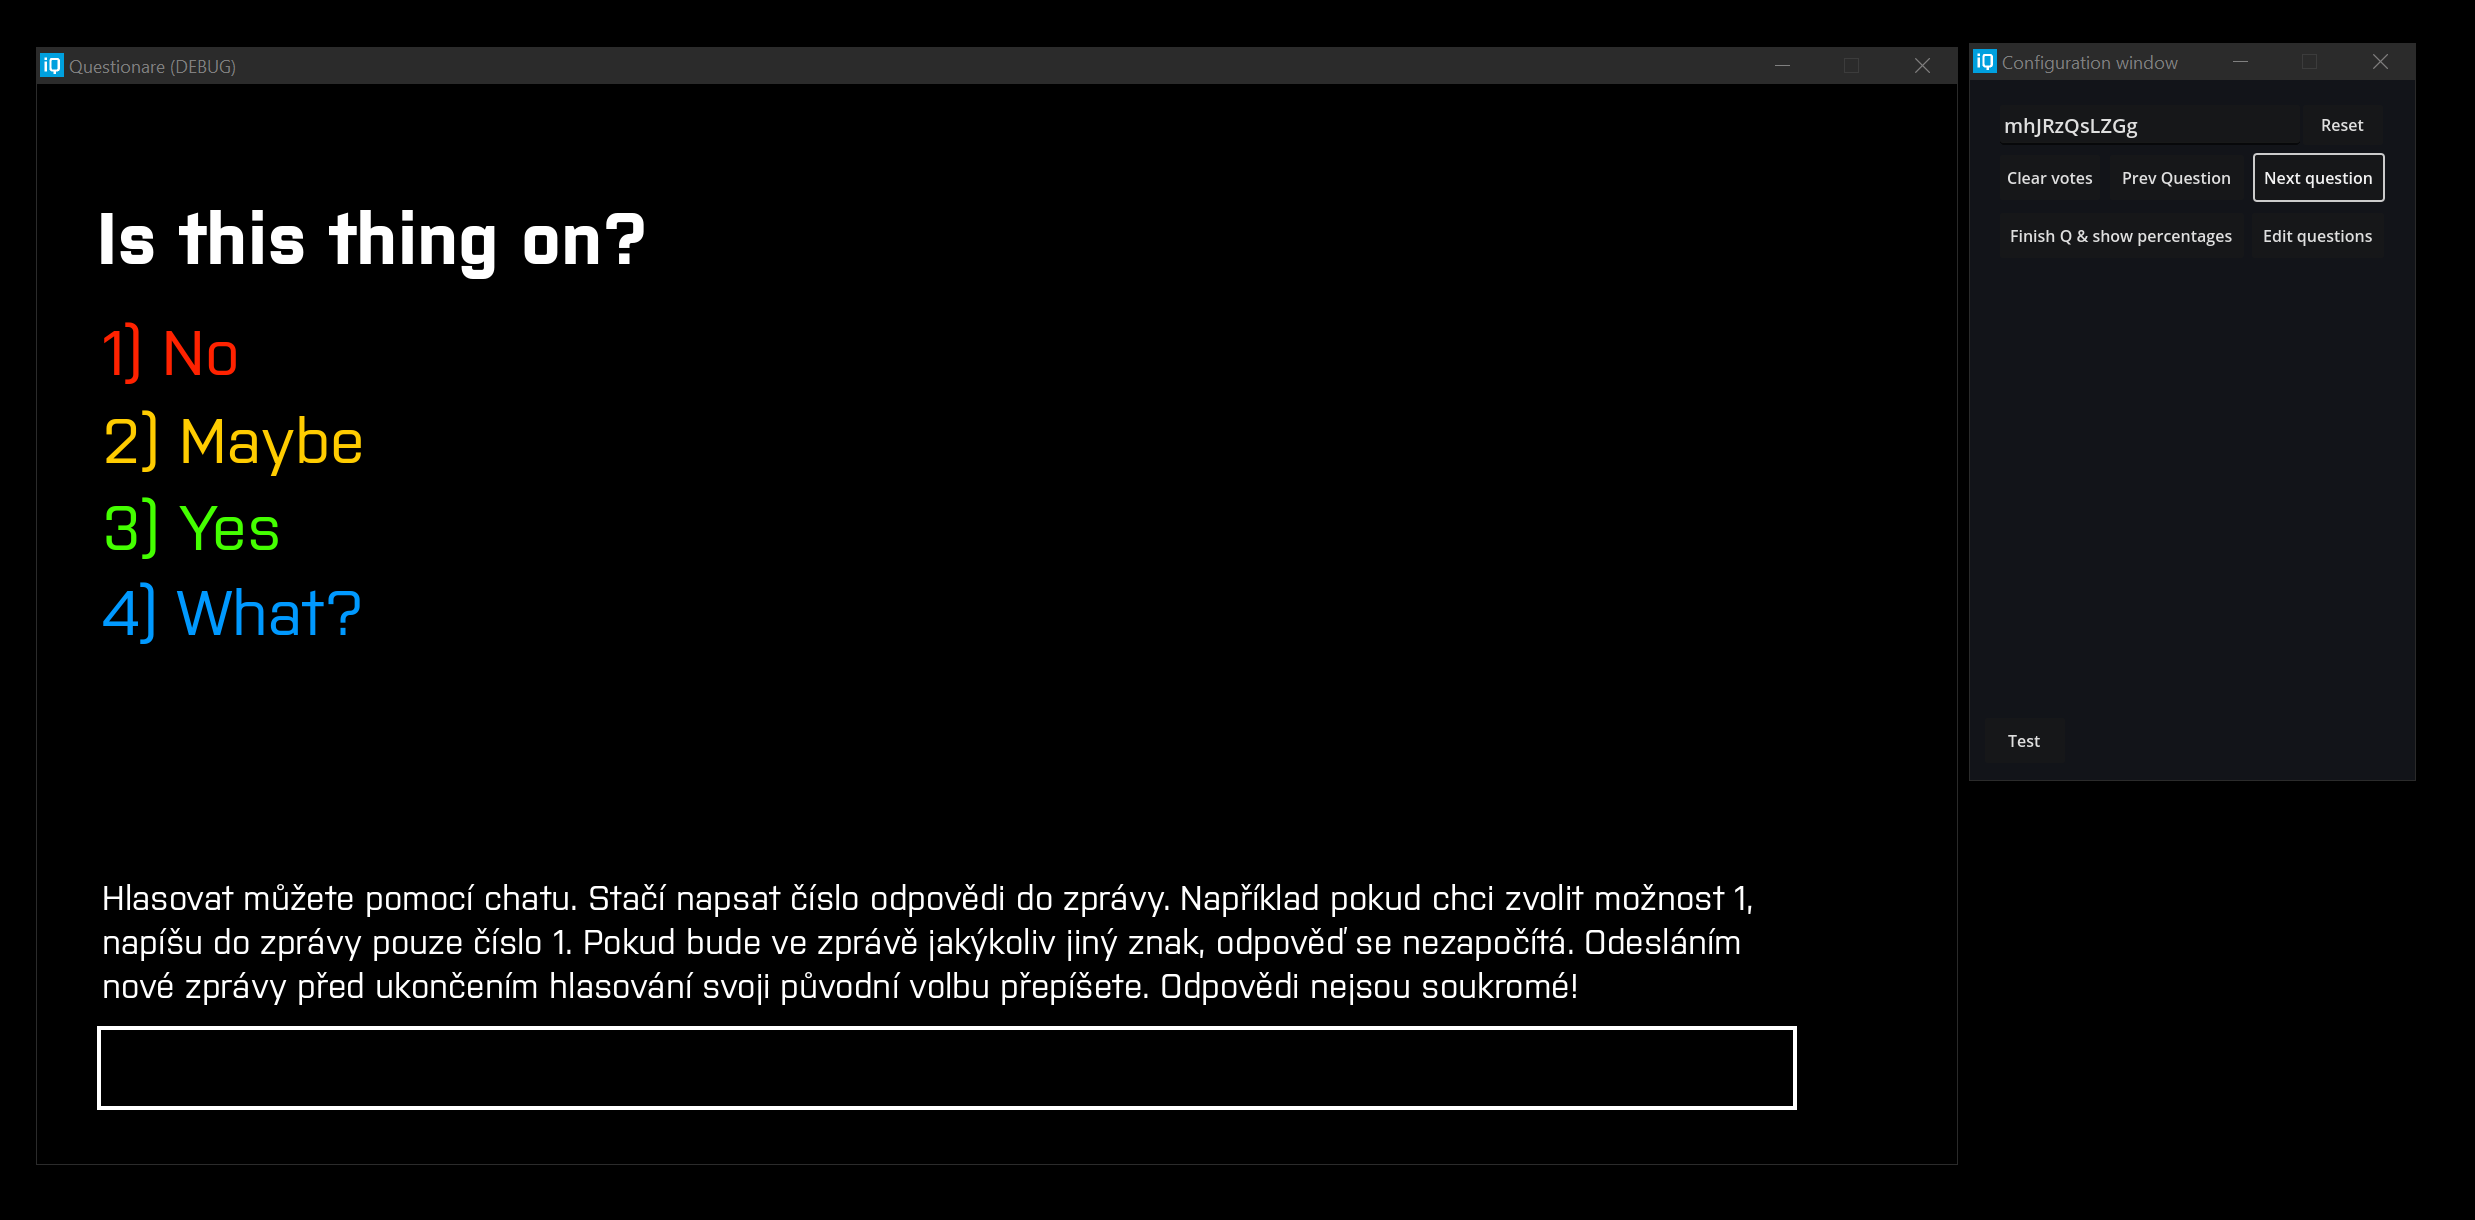 iQ Questionare (DEBUG)
Is this thing on?
1) No
2) Maybe
3) Yes
4) What?
Hlasovat můžete pomocí chatu. Stačí napsat číslo odpovědi do zprávy. Například pokud chci zvolit možnost 1,
napíšu do zprávy pouze číslo 1. Pokud bude ve zprávě jakýkoliv jiný znak, odpověď se nezapočítá. Odesláním
nové zprávy před ukončením hlasování svoji původní volbu přepíšete. Odpovědi nejsou soukromé!
iQ Configuration window
mhJRzQsLZGg Reset
Clear votes Prev Question Next question
Finish Q & show percentages Edit questions
Test